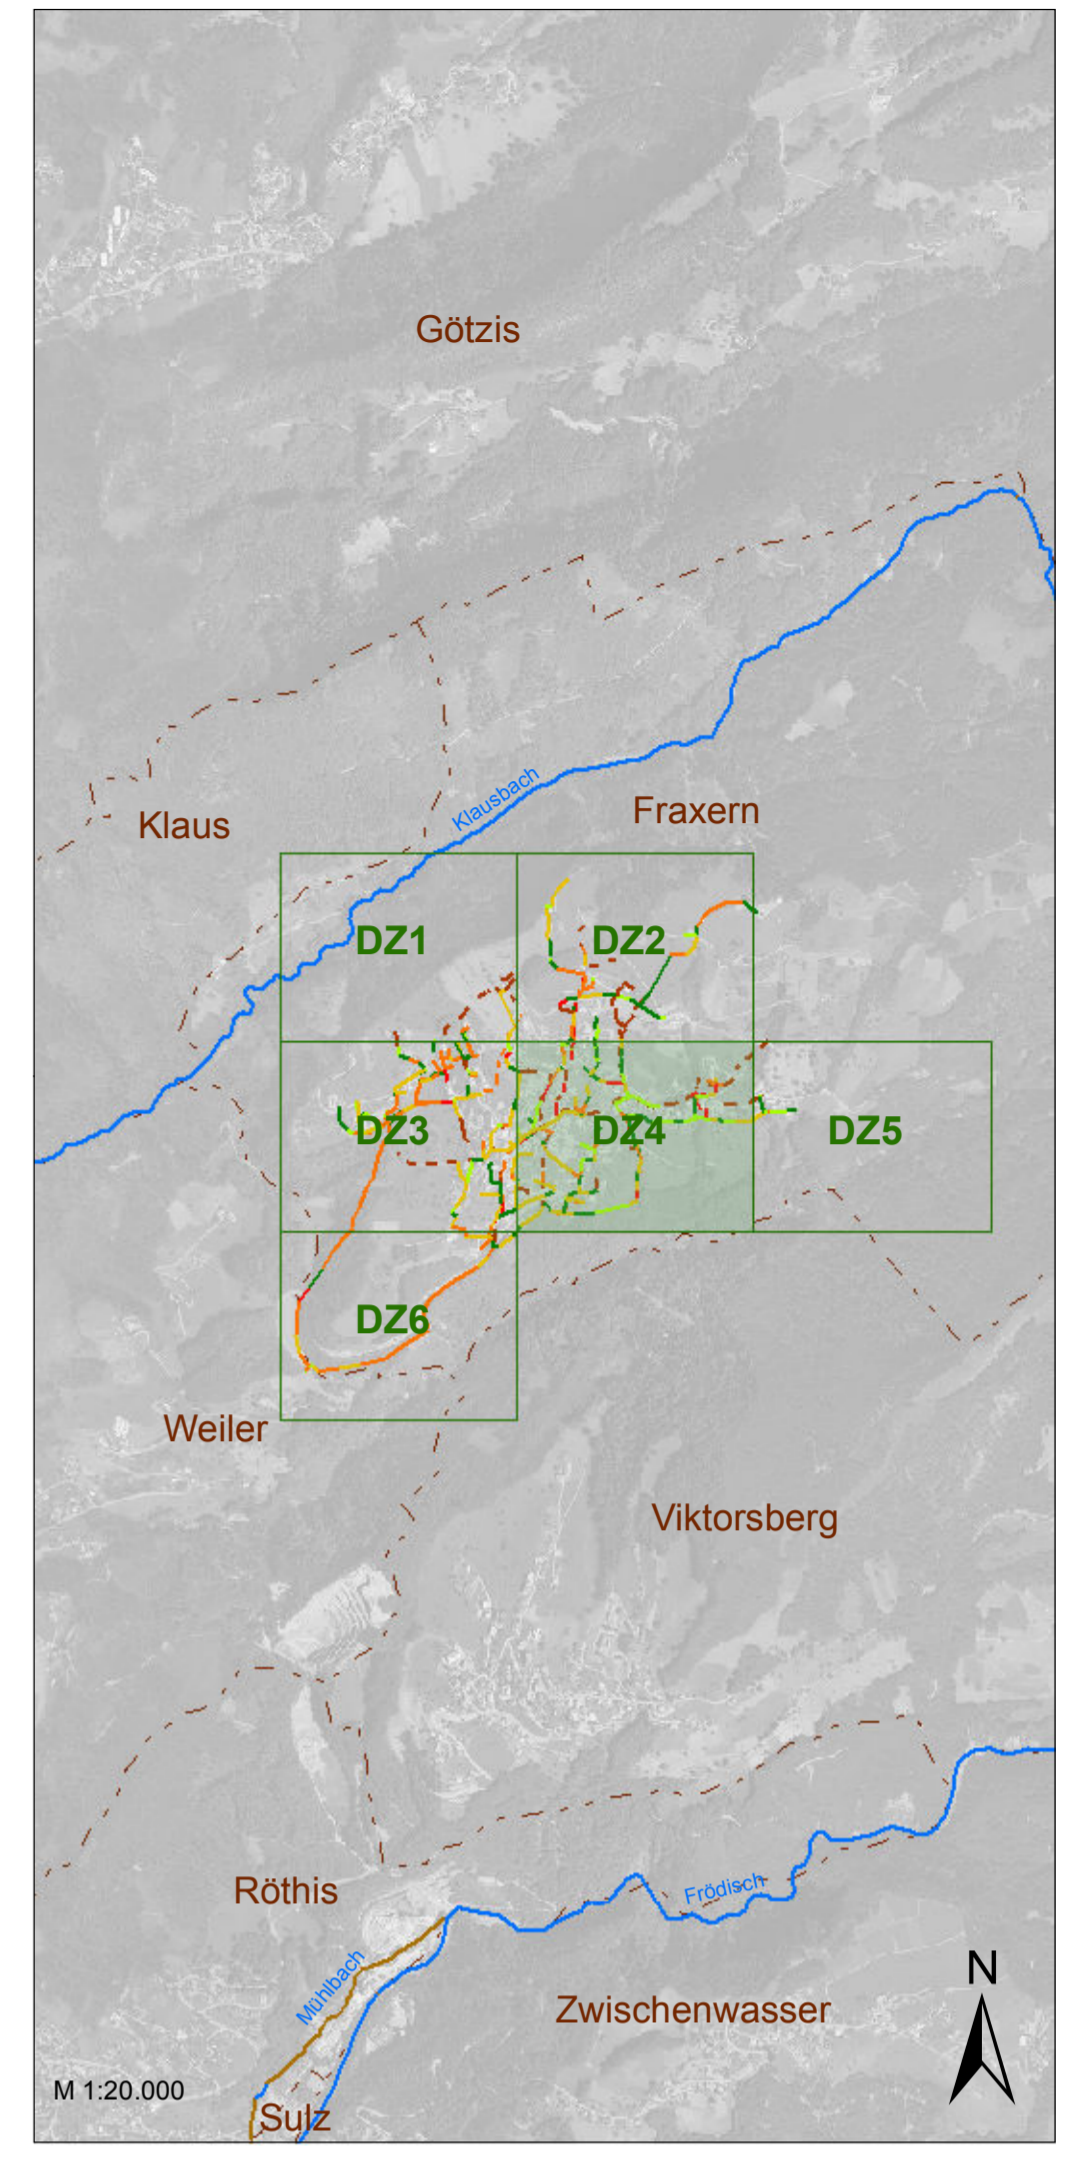 Götzis
Klausbach
Fraxern
Klaus
DZ1
DZ2
DZ3
DZ4
DZ5
DZ6
Weiler
Viktorsberg
Röthis
Frödisch
Mühlbach
N
Zwischenwasser
M 1:20.000
Sulz